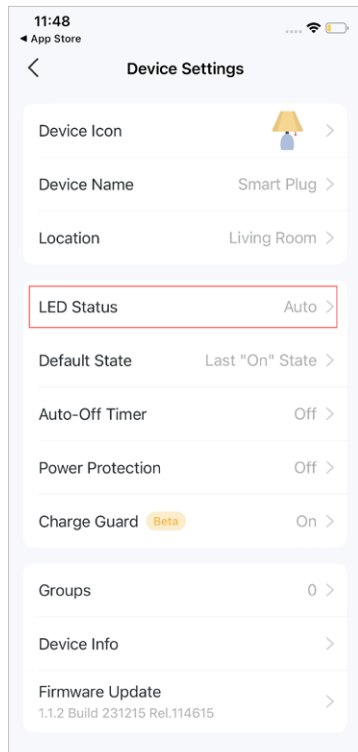 11:48
◀ App Store
Device Settings
Device Icon
Device Name Smart Plug
Location Living Room
LED Status Auto
Default State Last "On" State
Auto-Off Timer Off
Power Protection Off
Charge Guard Beta On
Groups 0
Device Info
Firmware Update
1.1.2 Build 231215 Rel.114615